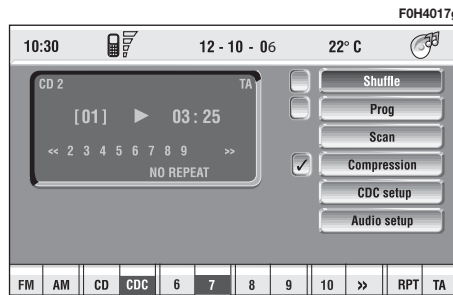 F0H4017g
10:30 12 - 10 - 06 22° C
CD 2 TA
[01] 03 : 25
<< 2 3 4 5 6 7 8 9 >>
NO REPEAT
Shuffle
Prog
Scan
Compression
CDC setup
Audio setup
FM AM CD CDC 6 7 8 9 10 >> RPT TA